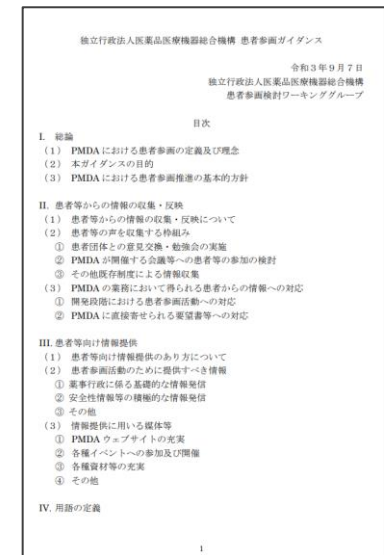 独立行政法人医薬品医療機器総合機構 患者参画ガイダンス
令和3年9月7日
独立行政法人医薬品医療機器総合機構
患者参画検討ワーキンググループ
目次
I. 総論
（1） PMDA における患者参画の定義及び理念
（2） 本ガイダンスの目的
（3） PMDA における患者参画推進の基本的方針
II. 患者等からの情報の収集・反映
（1） 患者等からの情報の収集・反映について
（2） 患者等の声を収集する枠組み
① 患者団体との意見交換・勉強会の実施
② PMDA が開催する会議等への患者等の参加の検討
③ その他既存制度による情報収集
（3） PMDA の業務において得られる患者からの情報への対応
① 開発段階における患者参画活動への対応
② PMDA に直接寄せられる要望書等への対応
III. 患者等向け情報提供
（1） 患者等向け情報提供のあり方について
（2） 患者参画活動のために提供すべき情報
① 薬事行政に係る基礎的な情報発信
② 安全性情報等の積極的な情報発信
③ その他
（3） 情報提供に用いる媒体等
① PMDA ウェブサイトの充実
② 各種イベントへの参加及び開催
③ 各種資材等の充実
④ その他
IV. 用語の定義
1